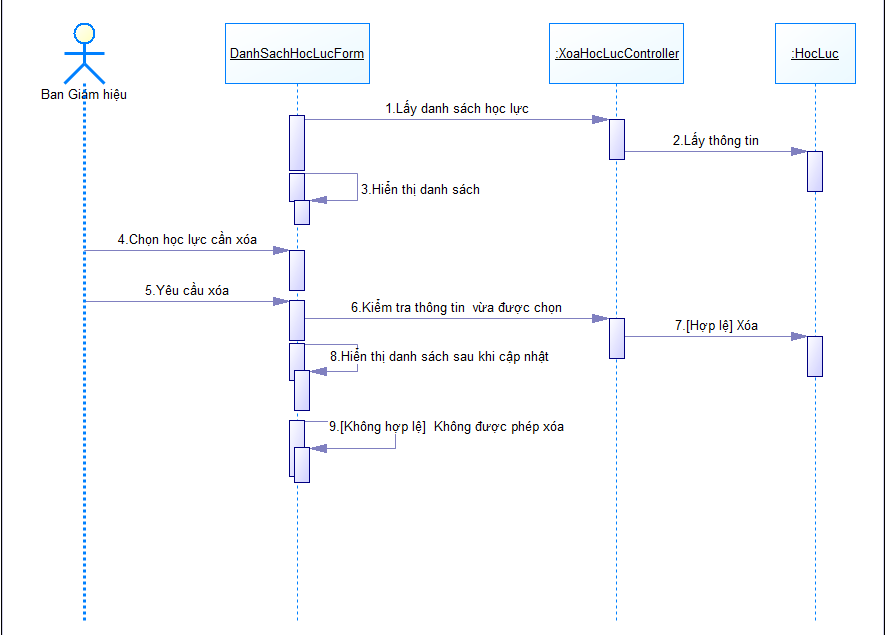 DanhSachHocLucForm
:XoaHocLucController
:HocLuc
Ban Giám hiệu
1.Lấy danh sách học lực
2.Lấy thông tin
3.Hiển thị danh sách
4.Chọn học lực cần xóa
5.Yêu cầu xóa
6.Kiểm tra thông tin  vừa được chọn
7.[Hợp lệ] Xóa
8.Hiển thị danh sách sau khi cập nhật
9.[Không hợp lệ]  Không được phép xóa